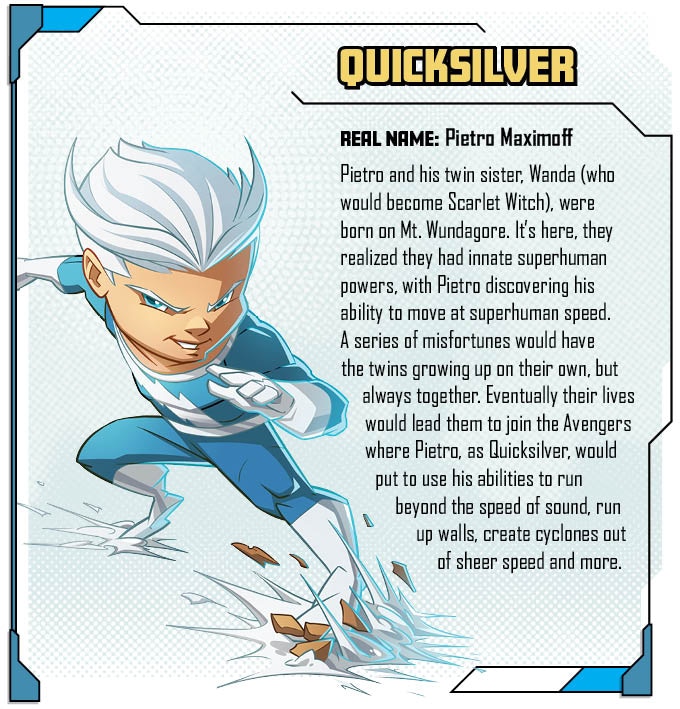 QUICKSILVER
REAL NAME: Pietro Maximoff
Pietro and his twin sister, Wanda (who
would become Scarlet Witch), were
born on Mt. Wundagore. It's here, they
realized they had innate superhuman
powers, with Pietro discovering his
ability to move at superhuman speed.
A series of misfortunes would have
the twins growing up on their own, but
always together. Eventually their lives
would lead them to join the Avengers
where Pietro, as Quicksilver, would
put to use his abilities to run
beyond the speed of sound, run
up walls, create cyclones out
of sheer speed and more.